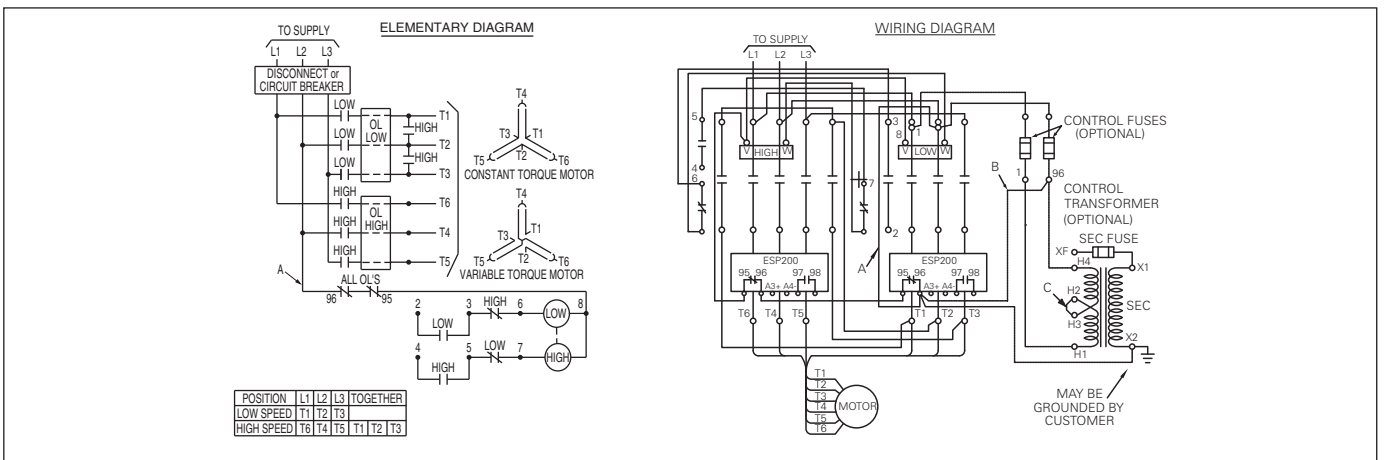 ELEMENTARY DIAGRAM
TO SUPPLY
L1 L2 L3
DISCONNECT or
CIRCUIT BREAKER
LOW
OL
LOW
T1
HIGH
LOW
T2
HIGH
LOW
T3
HIGH
T6
OL
HIGH
HIGH
T4
HIGH
T5
A
ALL OL'S
96 95
T4
T3 T1
T5 T2 T6
CONSTANT TORQUE MOTOR
T4
T3 T1
T5 T2 T6
VARIABLE TORQUE MOTOR
2 3 HIGH 6 LOW 8
LOW
4 5 LOW 7 HIGH
HIGH
POSITION L1 L2 L3 TOGETHER
LOW SPEED T1 T2 T3
HIGH SPEED T6 T4 T5 T1 T2 T3
WIRING DIAGRAM
TO SUPPLY
L1 L2 L3
5
3
8 1
V HIGH W
V LOW W
4
6
7
2
A
B
CONTROL FUSES
(OPTIONAL)
1 96
CONTROL
TRANSFORMER
(OPTIONAL)
SEC FUSE
XF
H4 X1
C H2
SEC
H3
H1 X2
ESP200
95 96 97 98
A3+ A4-
ESP200
95 96 97 98
A3+ A4-
T6 T4 T5
T1 T2 T3
T1
T2
T3
T4
T5
T6
MOTOR
MAY BE
GROUNDED BY
CUSTOMER